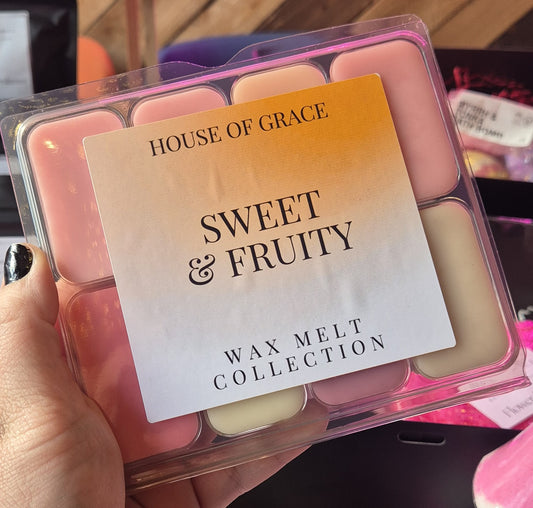 HOUSE OF GRACE
SWEET
& FRUITY
WAX MELT
COLLECTION